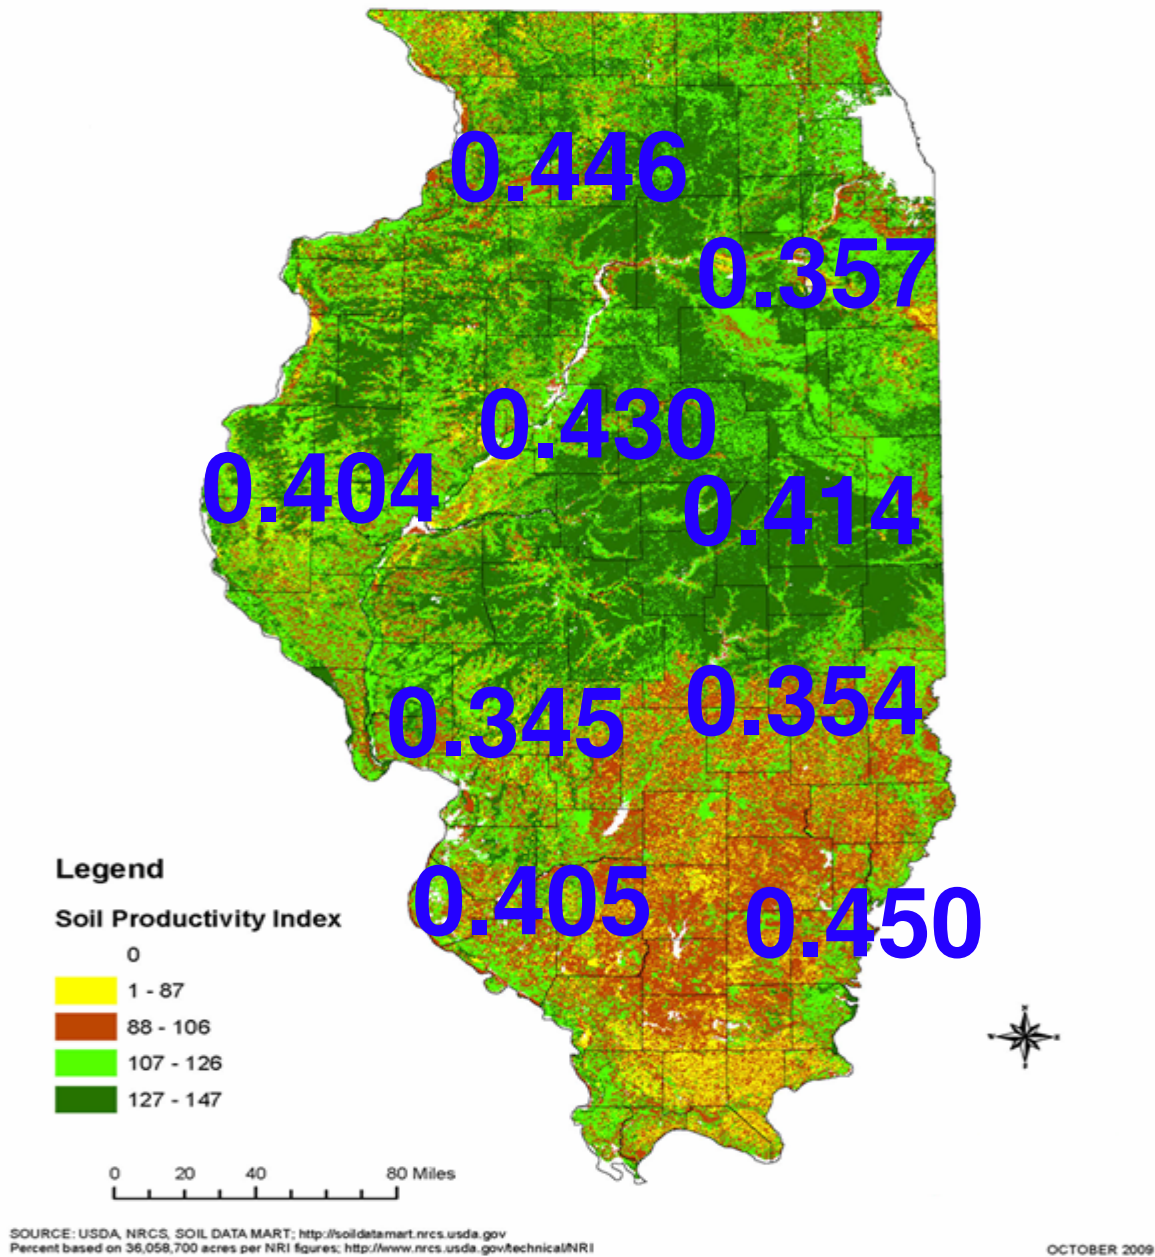 0.446
0.357
0.430
0.404
0.414
0.354
0.345
0.405
0.450
Legend
Soil Productivity Index
0
1 - 87
88 - 106
107 - 126
127 - 147
0 20 40 80 Miles
SOURCE: USDA, NRCS, SOIL DATA MART; http://soildatamart.nrcs.usda.gov
Percent based on 36,058,700 acres per NRI figures; http://www.nrcs.usda.gov/technical/NRI
OCTOBER 2009